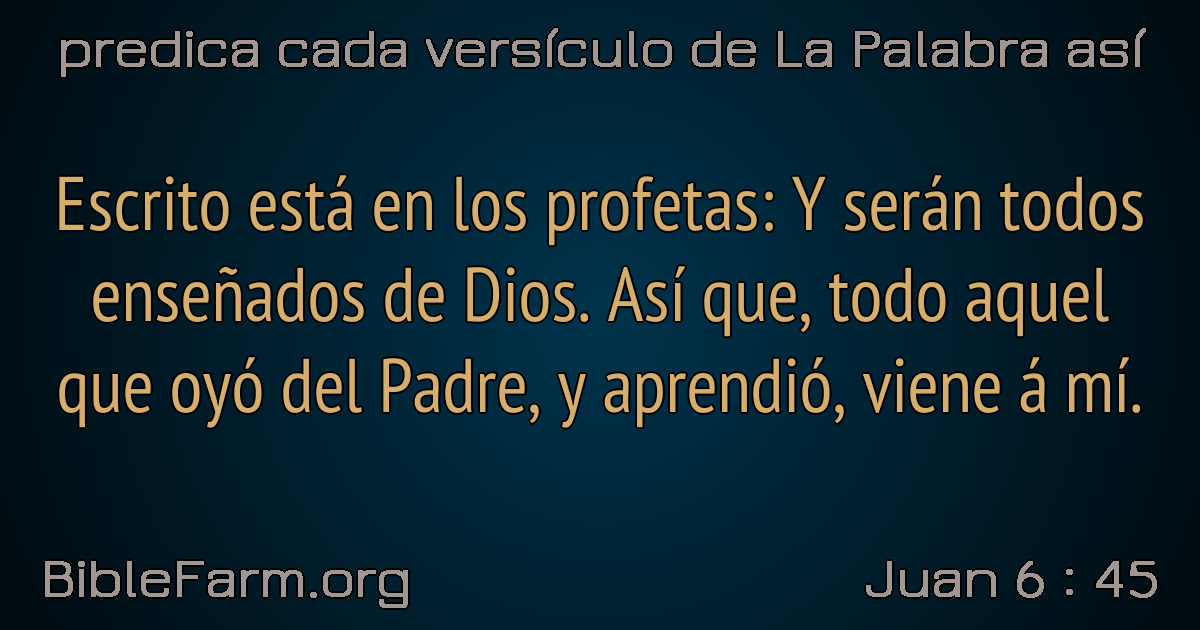 predica cada versículo de La Palabra así
Escrito está en los profetas: Y serán todos
enseñados de Dios. Así que, todo aquel
que oyó del Padre, y aprendió, viene á mí.
BibleFarm.org
Juan 6 : 45